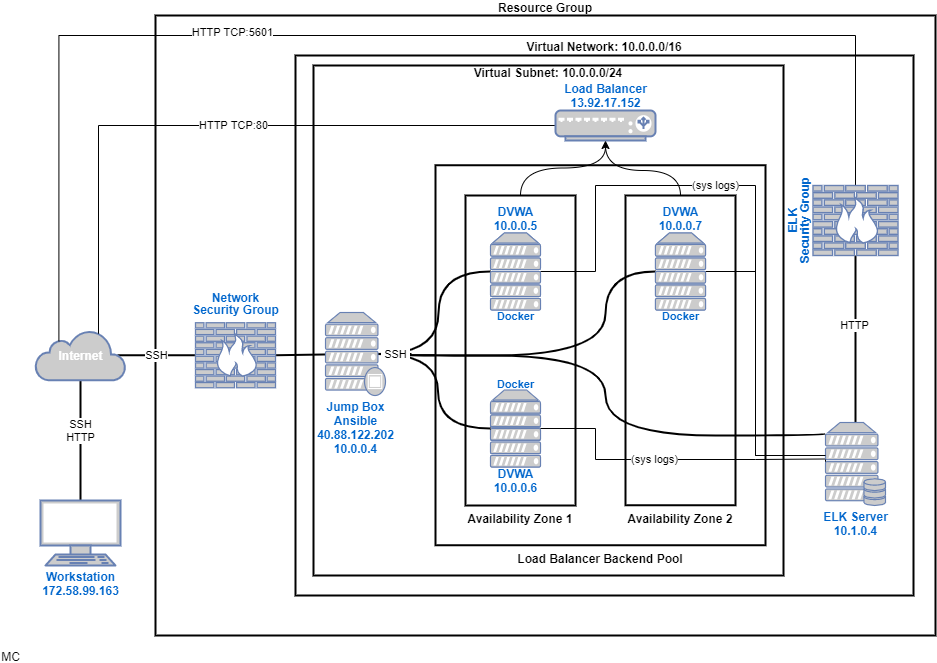 Resource Group
HTTP TCP:5601
Virtual Network: 10.0.0.0/16
Virtual Subnet: 10.0.0.0/24
Load Balancer
13.92.17.152
HTTP TCP:80
(sys logs)
ELK
Security Group
DVWA
10.0.0.5
Docker
DVWA
10.0.0.7
Docker
Network
Security Group
HTTP
Internet
SSH
SSH
Docker
DVWA
10.0.0.6
Jump Box
Ansible
40.88.122.202
10.0.0.4
SSH
HTTP
(sys logs)
ELK Server
10.1.0.4
Availability Zone 1
Availability Zone 2
Load Balancer Backend Pool
Workstation
172.58.99.163
MC